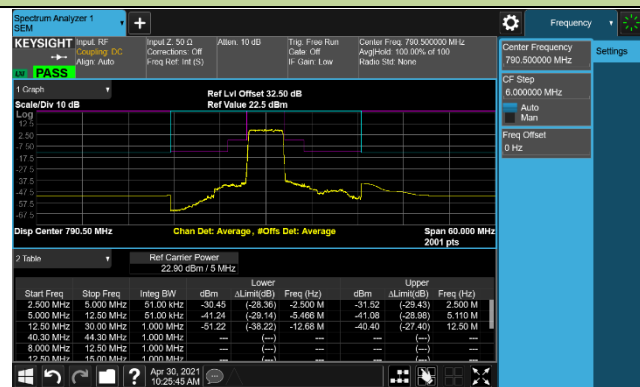 Spectrum Analyzer 1
SEM
+
Frequency
KEYSIGHT
Input: RF
Coupling: DC
Align: Auto
Input Z: 50 Ω
Corrections: Off
Freq Ref: Int (S)
Atten: 10 dB
Trig: Free Run
Gate: Off
IF Gain: Low
Center Freq: 790.500000 MHz
Avg|Hold: 100.00% of 100
Radio Std: None
PASS
Center Frequency
790.500000 MHz
Settings
CF Step
6.000000 MHz
Auto
Man
Freq Offset
0 Hz
1 Graph
Ref Lvl Offset 32.50 dB
Scale/Div 10 dB
Ref Value 22.5 dBm
Log
12.5
2.50
-7.50
-17.5
-27.5
-37.5
-47.5
-57.5
-67.5
Disp Center 790.50 MHz
Chan Det: Average , #Offs Det: Average
Span 60.000 MHz
2001 pts
2 Table
Ref Carrier Power
22.90 dBm / 5 MHz
Lower Upper
Start Freq Stop Freq Integ BW dBm ΔLimit(dB) Freq (Hz) dBm ΔLimit(dB) Freq (Hz)
2.500 MHz 5.000 MHz 51.00 kHz -30.45 (-28.36) -2.500 M -31.52 (-29.43) 2.500 M
5.000 MHz 12.50 MHz 51.00 kHz -41.24 (-29.14) -5.466 M -41.08 (-28.98) 5.110 M
12.50 MHz 30.00 MHz 1.000 MHz -51.22 (-38.22) -12.68 M -40.40 (-27.40) 12.50 M
40.30 MHz 44.30 MHz 1.000 MHz --- (---) --- --- (---) ---
8.000 MHz 12.50 MHz 1.000 MHz --- (---) --- --- (---) ---
12.50 MHz 15.00 MHz 1.000 MHz --- (---) --- --- (---) ---
?
Apr 30, 2021
10:25:45 AM